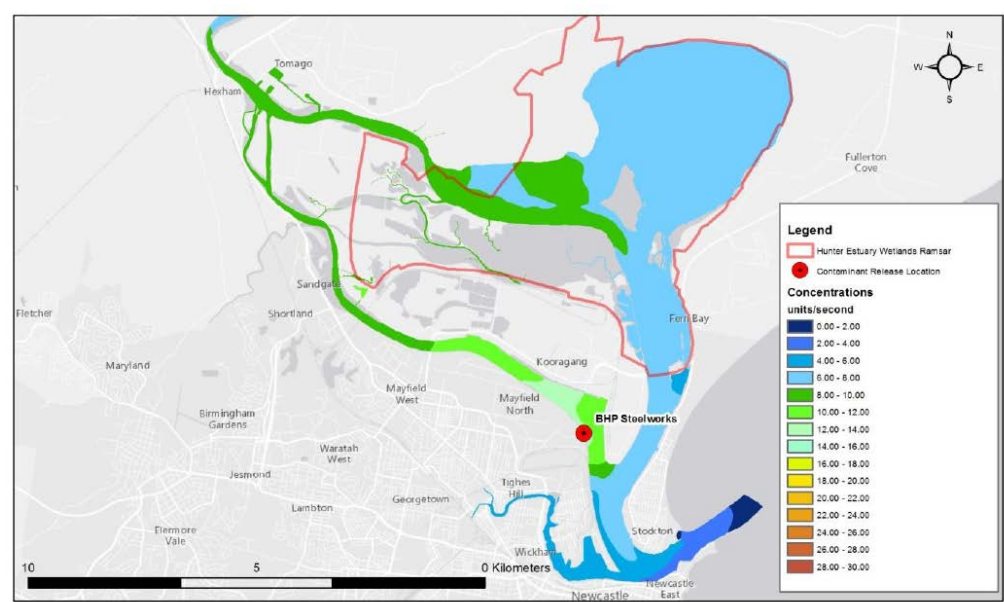 N
W
E
S
Tomago
Hexham
Fullerton
Cove
Legend
Hunter Estuary Wetlands Ramsar
Contaminant Release Location
Concentrations
units/second
0.00 - 2.00
2.00 - 4.00
4.00 - 6.00
6.00 - 8.00
8.00 - 10.00
10.00 - 12.00
12.00 - 14.00
14.00 - 16.00
16.00 - 18.00
18.00 - 20.00
20.00 - 22.00
22.00 - 24.00
24.00 - 26.00
26.00 - 28.00
28.00 - 30.00
Sandgate
Shortland
Fletcher
Fern Bay
Maryland
Kooragang
Mayfield
West
Mayfield
North
BHP Steelworks
Birmingham
Gardens
Waratah
West
Jesmond
Tighes
Hill
Georgetown
Lambton
Elermore
Vale
Stockton
Wickham
10
5
0 Kilometers
Newcastle
Newcastle
East